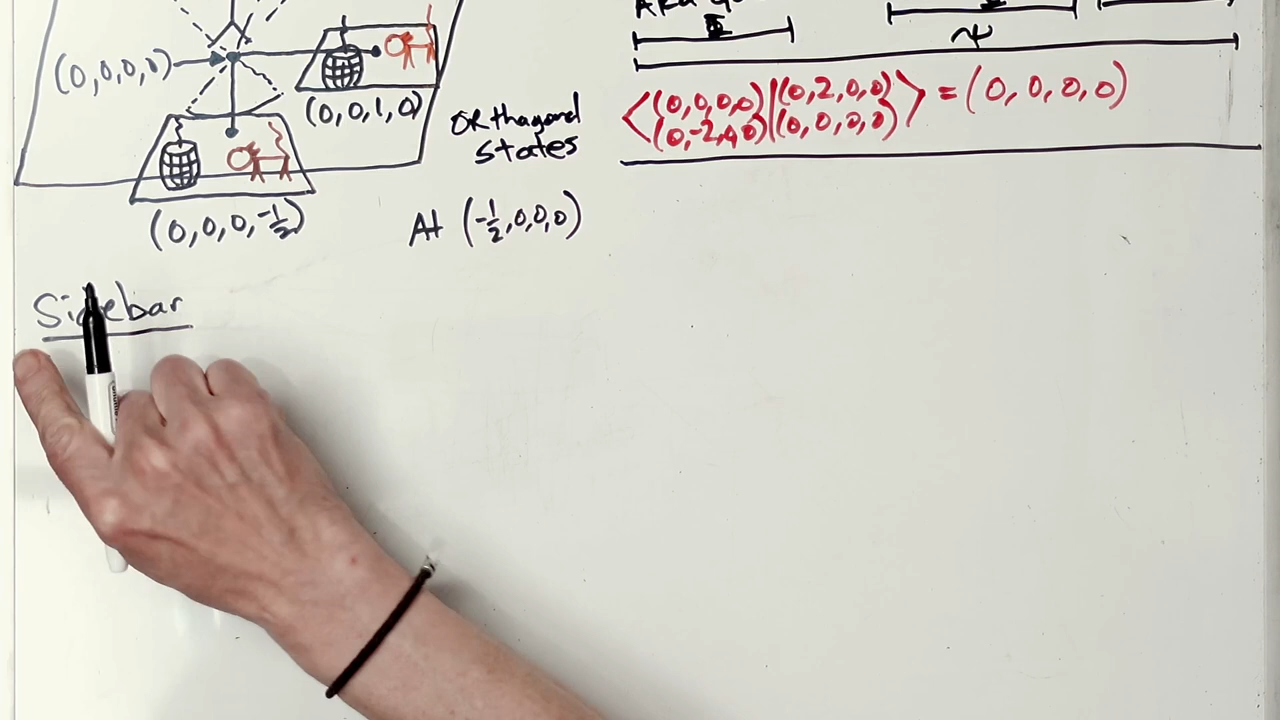 (0,0,0,0)
(0,0,1,0)
(0,0,0,-1/2)
ORthagonal
states
At (-1/2,0,0,0)
Φ
Ψ
⟨(0,0,0,0)|(0,2,0,0)⟩ = (0,0,0,0)
(0,-2,0,0)|(0,0,0,0)
Sidebar